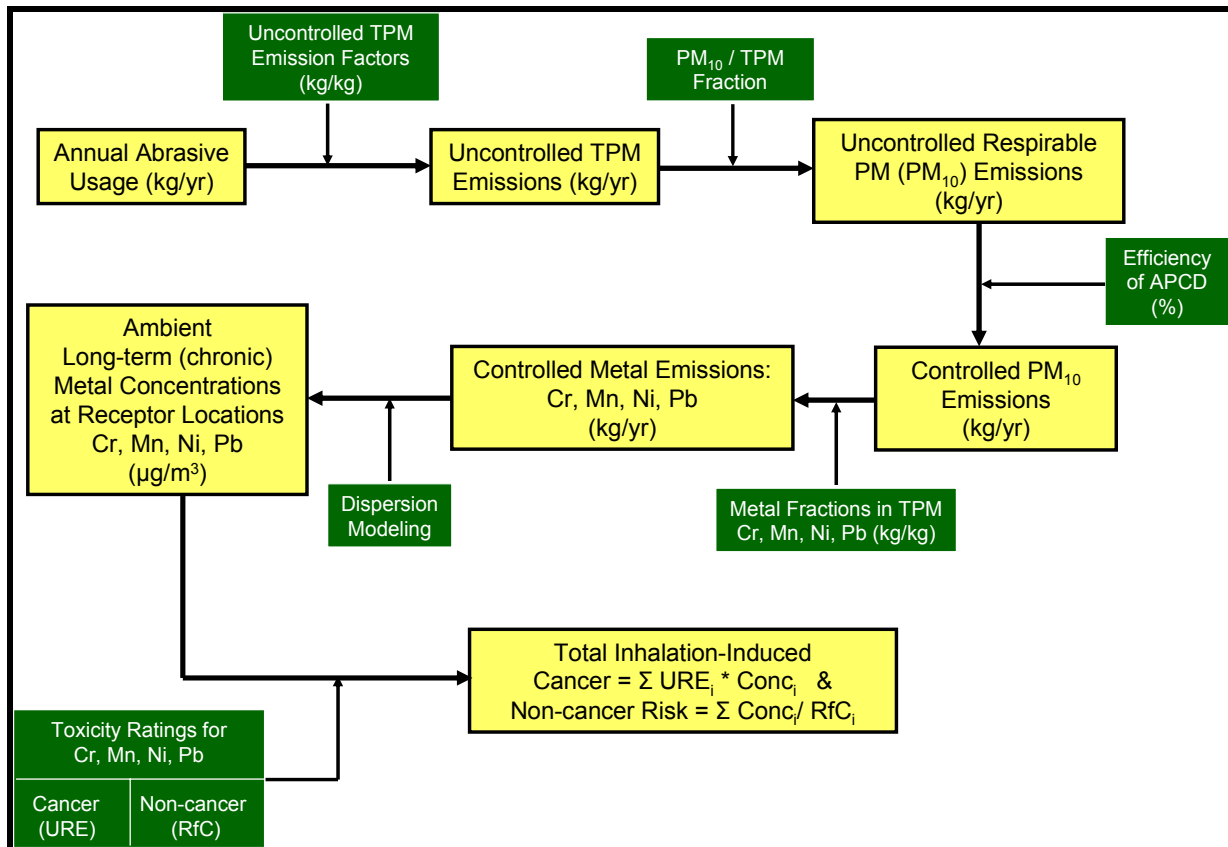 Uncontrolled TPM
Emission Factors
(kg/kg)
PM₁₀ / TPM
Fraction
Annual Abrasive
Usage (kg/yr)
Uncontrolled TPM
Emissions (kg/yr)
Uncontrolled Respirable
PM (PM₁₀) Emissions
(kg/yr)
Efficiency
of APCD
(%)
Ambient
Long-term (chronic)
Metal Concentrations
at Receptor Locations
Cr, Mn, Ni, Pb
(µg/m³)
Controlled Metal Emissions:
Cr, Mn, Ni, Pb
(kg/yr)
Controlled PM₁₀
Emissions
(kg/yr)
Dispersion
Modeling
Metal Fractions in TPM
Cr, Mn, Ni, Pb (kg/kg)
Total Inhalation-Induced
Cancer = Σ UREᵢ * Concᵢ &
Non-cancer Risk = Σ Concᵢ/ RfCᵢ
Toxicity Ratings for
Cr, Mn, Ni, Pb
Cancer
(URE)
Non-cancer
(RfC)